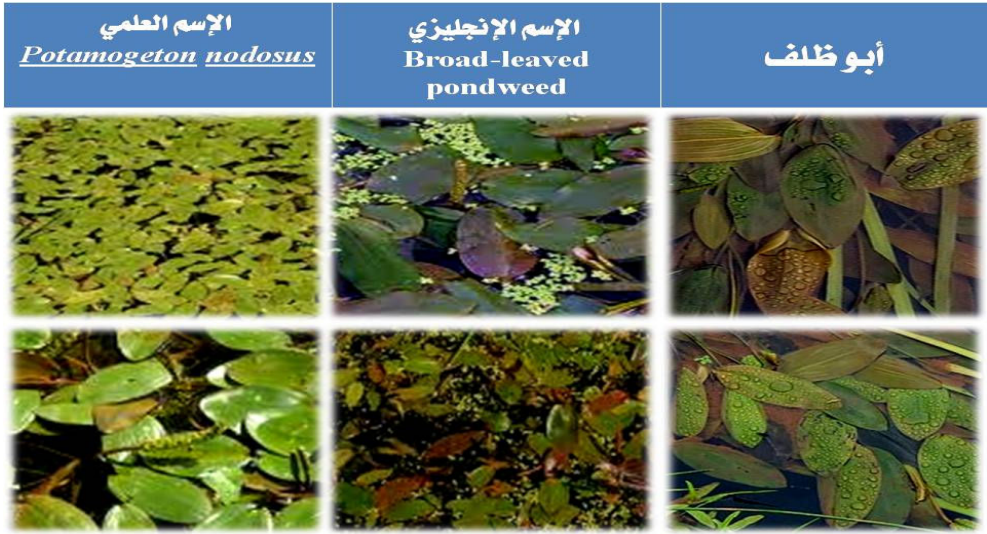 أبو ظلف
الإسم الإنجليزي
Broad-leaved
pondweed
الإسم العلمي
Potamogeton nodosus